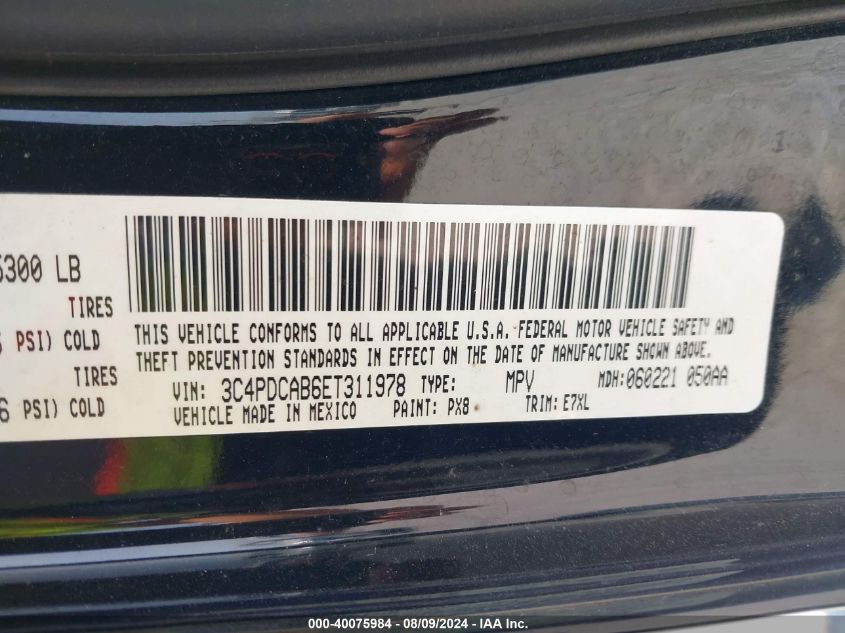 5300 LB
TIRES
PSI) COLD
TIRES
6 PSI) COLD
THIS VEHICLE CONFORMS TO ALL APPLICABLE U.S.A. FEDERAL MOTOR VEHICLE SAFETY AND
THEFT PREVENTION STANDARDS IN EFFECT ON THE DATE OF MANUFACTURE SHOWN ABOVE.
VIN: 3C4PDCAB6ET311978 TYPE: MPV MDH:060221 050AA
VEHICLE MADE IN MEXICO PAINT: PX8 TRIM: E7XL
000-40075984 - 08/09/2024 - IAA Inc.